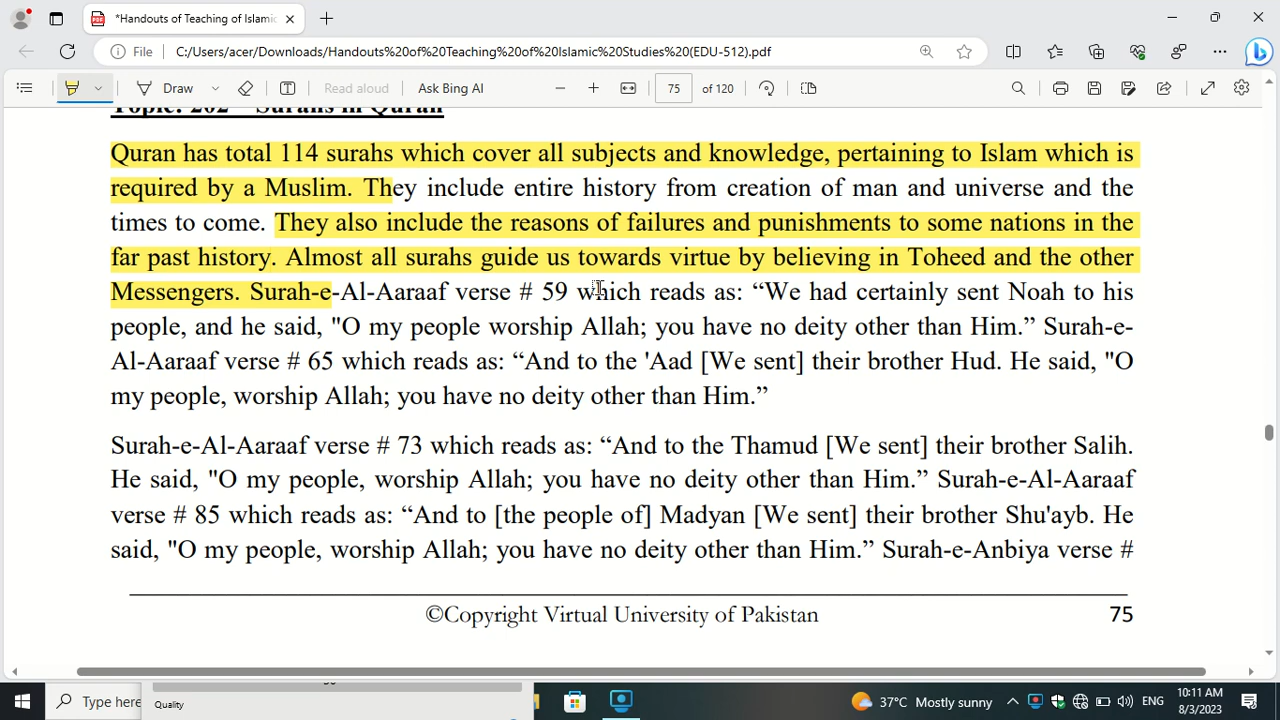 *Handouts of Teaching of Islamic
File
C:/Users/acer/Downloads/Handouts%20of%20Teaching%20of%20Islamic%20Studies%20(EDU-512).pdf
Draw
Read aloud
Ask Bing AI
75
of 120
Topic: 202 Surahs in Quran
Quran has total 114 surahs which cover all subjects and knowledge, pertaining to Islam which is
required by a Muslim. They include entire history from creation of man and universe and the
times to come. They also include the reasons of failures and punishments to some nations in the
far past history. Almost all surahs guide us towards virtue by believing in Toheed and the other
Messengers. Surah-e-Al-Aaraaf verse # 59 which reads as: “We had certainly sent Noah to his
people, and he said, "O my people worship Allah; you have no deity other than Him.” Surah-e-
Al-Aaraaf verse # 65 which reads as: “And to the 'Aad [We sent] their brother Hud. He said, "O
my people, worship Allah; you have no deity other than Him.”
Surah-e-Al-Aaraaf verse # 73 which reads as: “And to the Thamud [We sent] their brother Salih.
He said, "O my people, worship Allah; you have no deity other than Him.” Surah-e-Al-Aaraaf
verse # 85 which reads as: “And to [the people of] Madyan [We sent] their brother Shu'ayb. He
said, "O my people, worship Allah; you have no deity other than Him.” Surah-e-Anbiya verse #
©Copyright Virtual University of Pakistan
75
Type here
Quality
37°C Mostly sunny
ENG
10:11 AM
8/3/2023